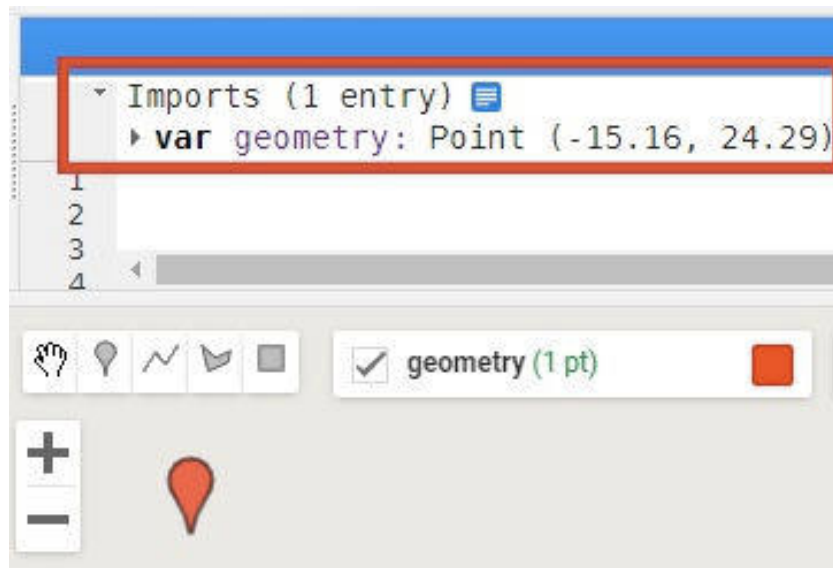 Imports (1 entry)
var geometry: Point (-15.16, 24.29)
1
2
3
4
geometry (1 pt)